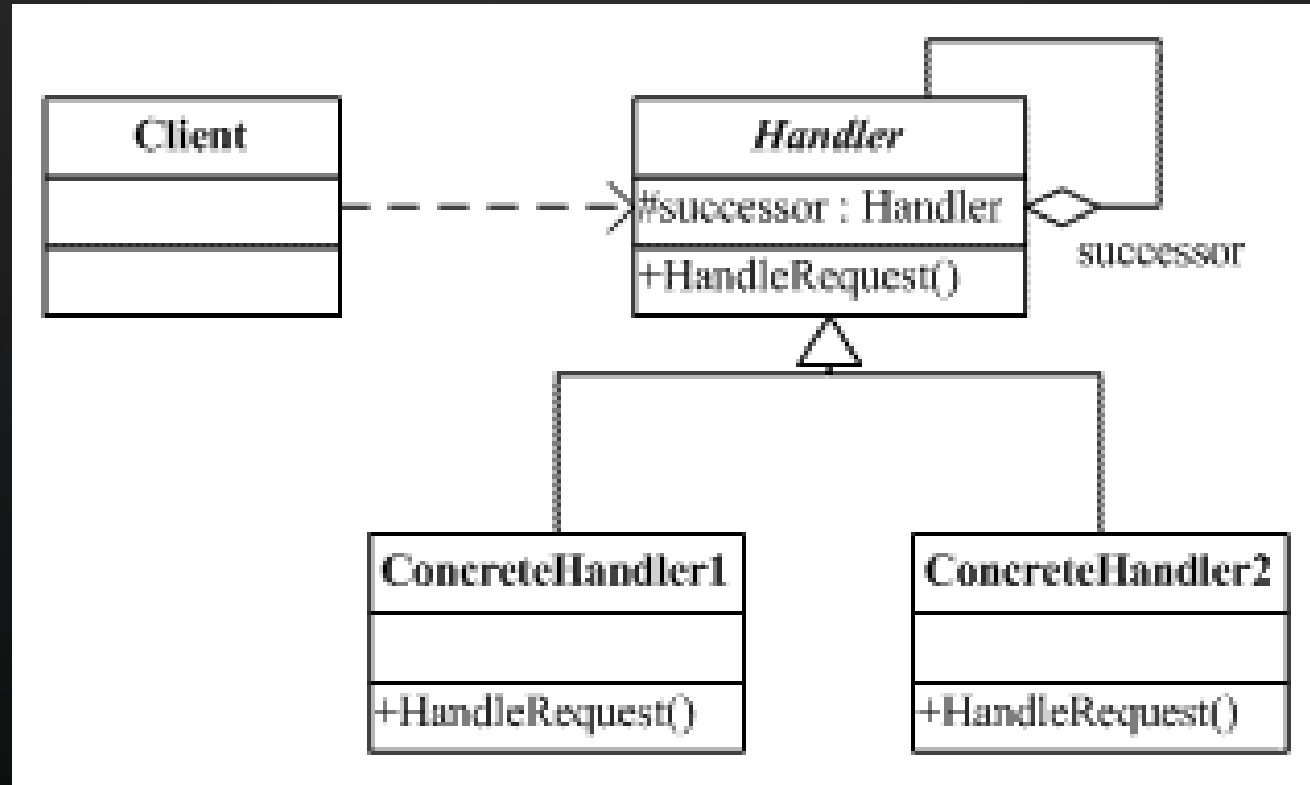 Client
Handler
#successor : Handler
+HandleRequest()
successor
ConcreteHandler1
+HandleRequest()
ConcreteHandler2
+HandleRequest()